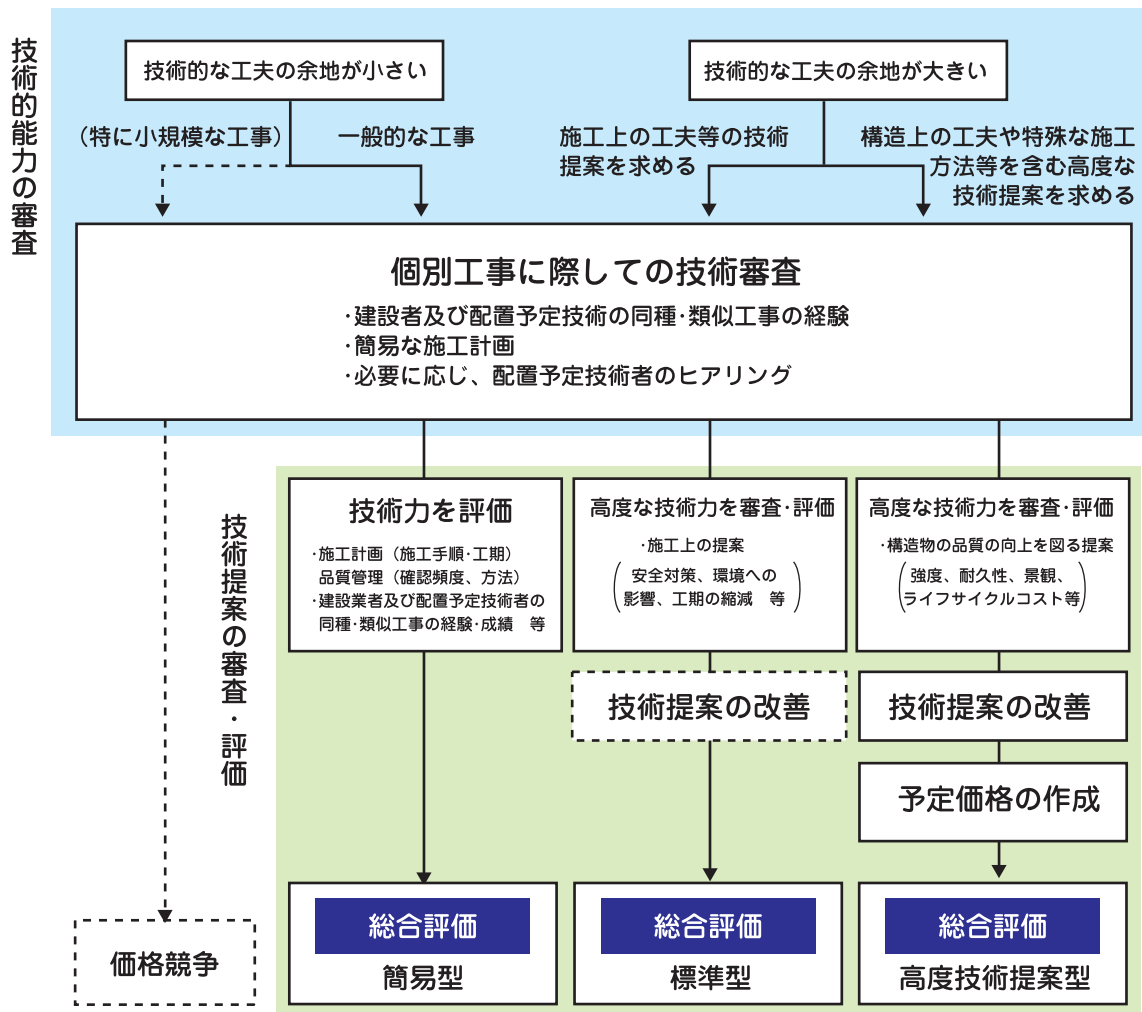 技術的能力の審査
技術的な工夫の余地が小さい
技術的な工夫の余地が大きい
（特に小規模な工事）
一般的な工事
施工上の工夫等の技術
提案を求める
構造上の工夫や特殊な施工
方法等を含む高度な
技術提案を求める
個別工事に際しての技術審査
・建設者及び配置予定技術の同種・類似工事の経験
・簡易な施工計画
・必要に応じ、配置予定技術者のヒアリング
技術提案の審査・評価
技術力を評価
・施工計画（施工手順・工期）
品質管理（確認頻度、方法）
・建設業者及び配置予定技術者の
同種・類似工事の経験・成績　等
高度な技術力を審査・評価
・施工上の提案
（安全対策、環境への
影響、工期の縮減　等）
高度な技術力を審査・評価
・構造物の品質の向上を図る提案
（強度、耐久性、景観、
ライフサイクルコスト等）
技術提案の改善
技術提案の改善
予定価格の作成
価格競争
総合評価
簡易型
総合評価
標準型
総合評価
高度技術提案型